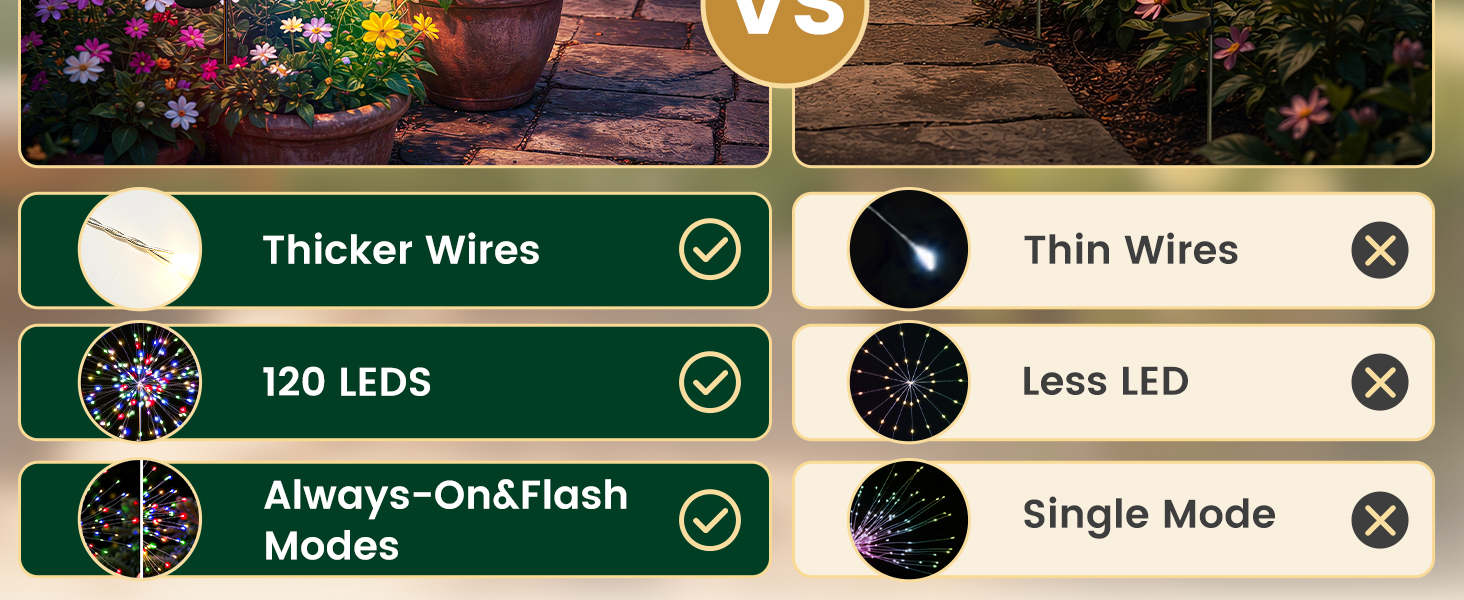 VS
Thicker Wires
Thin Wires
120 LEDS
Less LED
Always-On&Flash
Modes
Single Mode